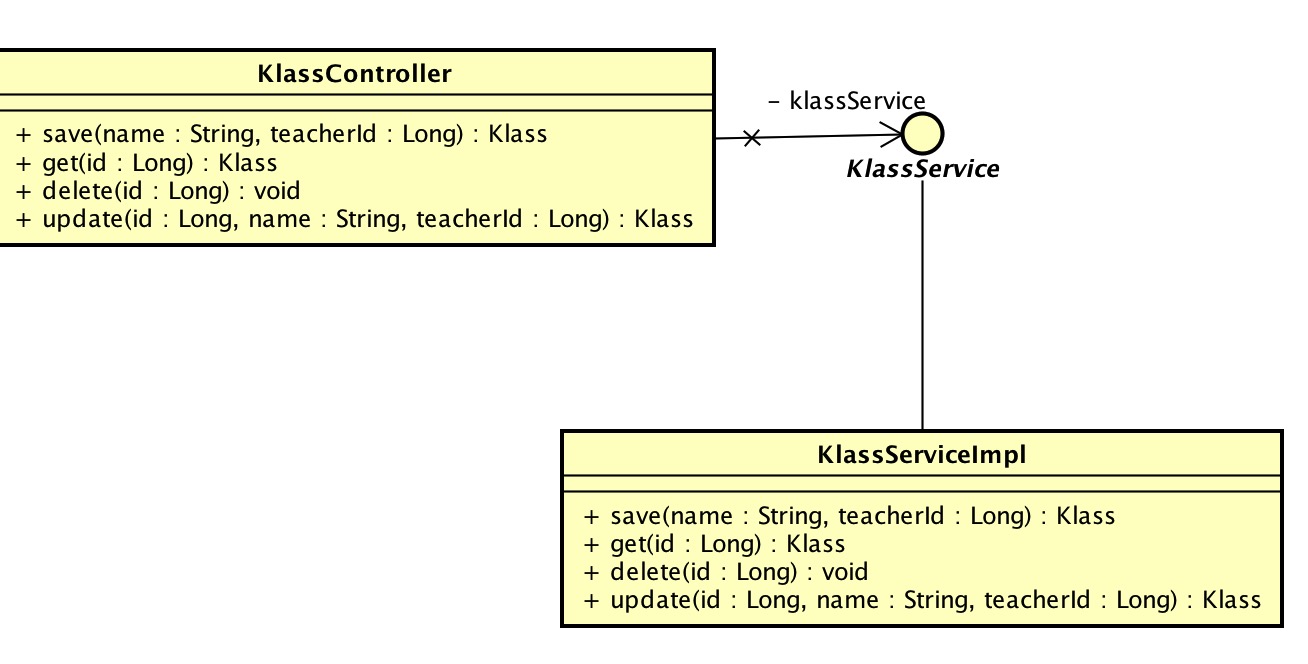 KlassController
+ save(name : String, teacherId : Long) : Klass
+ get(id : Long) : Klass
+ delete(id : Long) : void
+ update(id : Long, name : String, teacherId : Long) : Klass
- klassService
KlassService
KlassServiceImpl
+ save(name : String, teacherId : Long) : Klass
+ get(id : Long) : Klass
+ delete(id : Long) : void
+ update(id : Long, name : String, teacherId : Long) : Klass